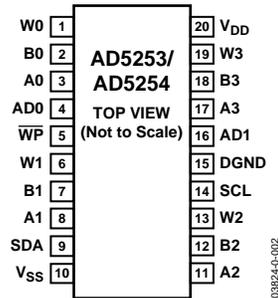 W0 1
B0 2
A0 3
AD0 4
WP 5
W1 6
B1 7
A1 8
SDA 9
VSS 10
AD5253/
AD5254
TOP VIEW
(Not to Scale)
20 VDD
19 W3
18 B3
17 A3
16 AD1
15 DGND
14 SCL
13 W2
12 B2
11 A2
03824-0-002